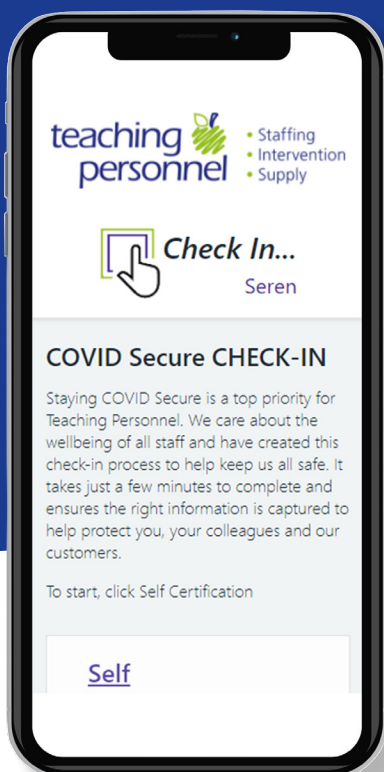 teaching
personnel
• Staffing
• Intervention
• Supply
Check In...
Seren
COVID Secure CHECK-IN
Staying COVID Secure is a top priority for
Teaching Personnel. We care about the
wellbeing of all staff and have created this
check-in process to help keep us all safe. It
takes just a few minutes to complete and
ensures the right information is captured to
help protect you, your colleagues and our
customers.
To start, click Self Certification
Self